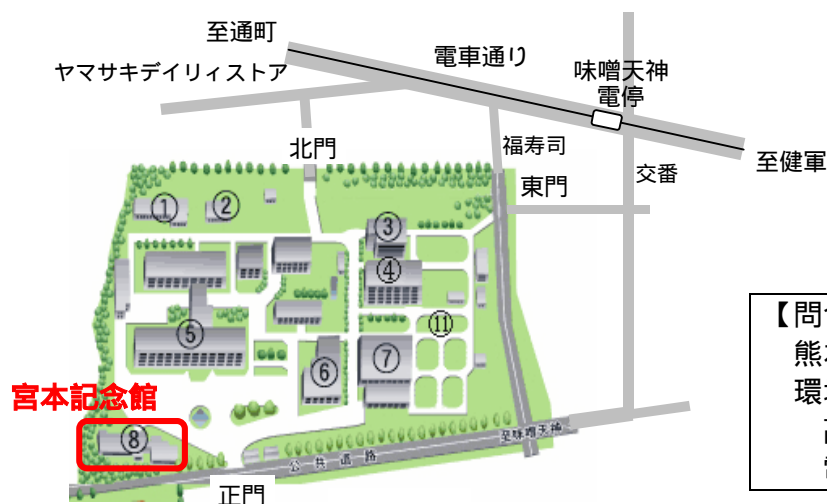 至通町
電車通り
ヤマサキデイリィストア
味噌天神
電停
北門
福寿司
至健軍
交番
東門
①
②
③
④
⑤
⑥
⑦
⑪
宮本記念館
⑧
公共道路
至味噌天神
正門
【問
熊
環